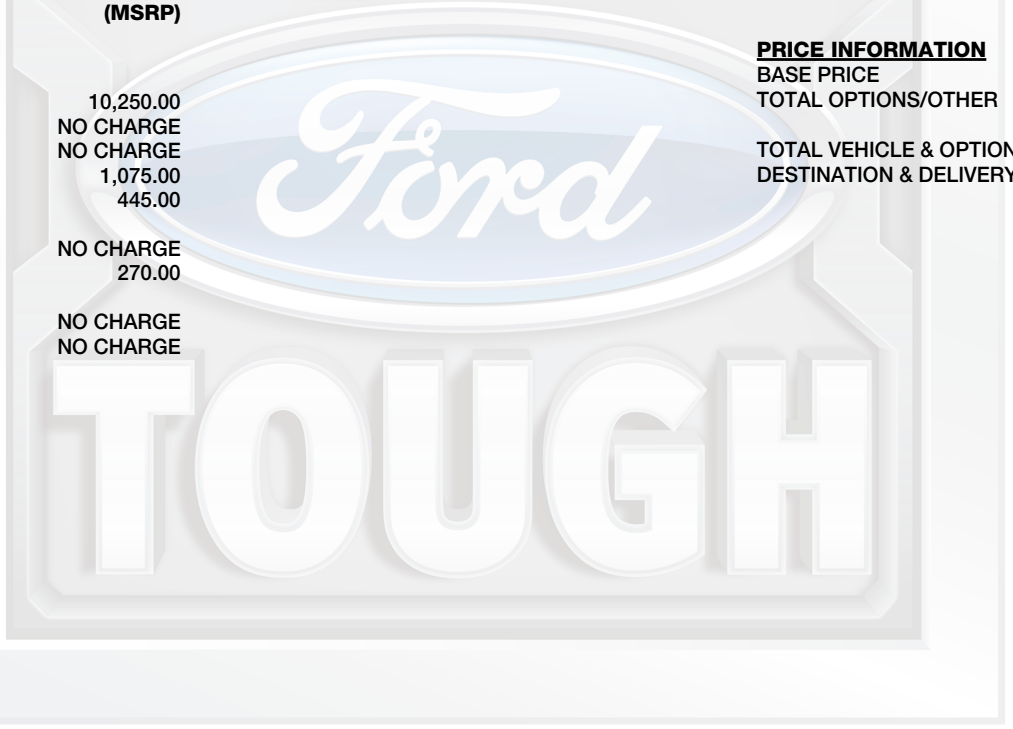 (MSRP)
10,250.00
NO CHARGE
NO CHARGE
1,075.00
445.00
NO CHARGE
270.00
NO CHARGE
NO CHARGE
PRICE INFORMATION
BASE PRICE
TOTAL OPTIONS/OTHER
TOTAL VEHICLE & OPTION
DESTINATION & DELIVERY
Ford
TOUGH